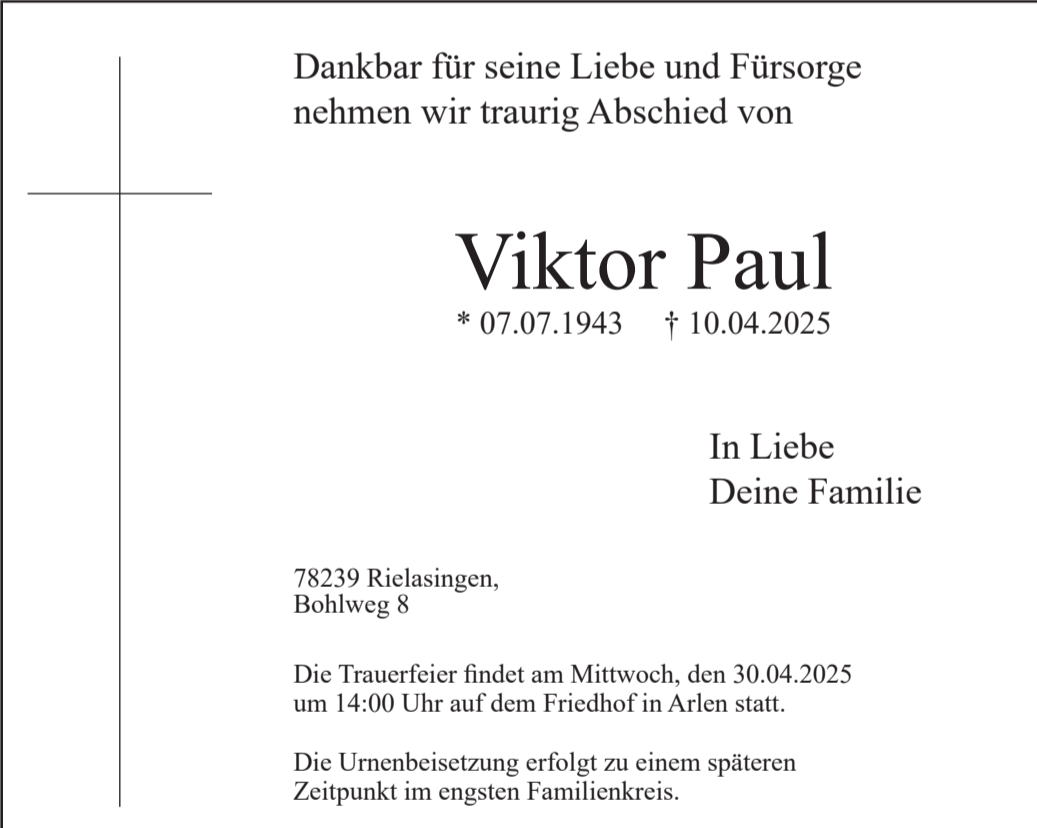 Dankbar für seine Liebe und Fürsorge
nehmen wir traurig Abschied von
Viktor Paul
* 07.07.1943 † 10.04.2025
In Liebe
Deine Familie
78239 Rielasingen,
Bohlweg 8
Die Trauerfeier findet am Mittwoch, den 30.04.2025
um 14:00 Uhr auf dem Friedhof in Arlen statt.
Die Urnenbeisetzung erfolgt zu einem späteren
Zeitpunkt im engsten Familienkreis.